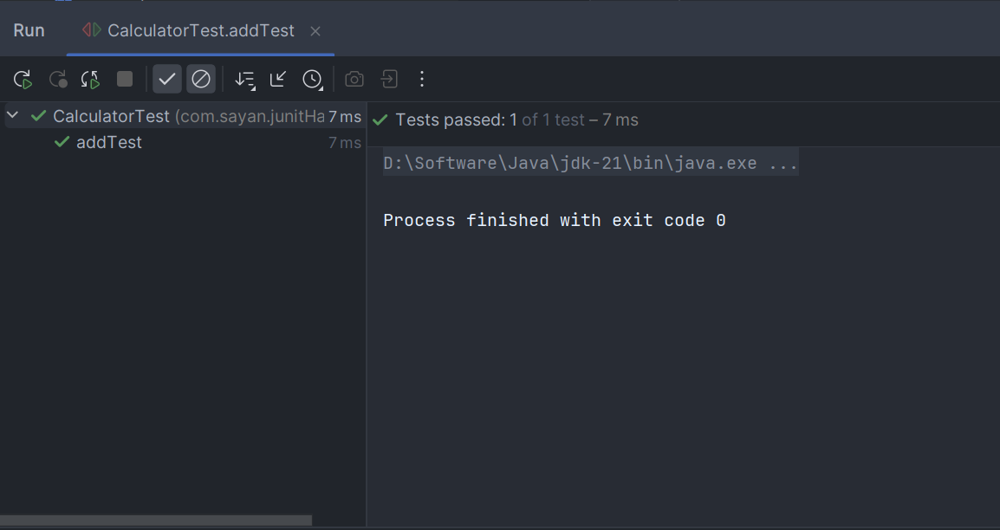 Run CalculatorTest.addTest
CalculatorTest (com.sayan.junitHa 7 ms
addTest 7 ms
Tests passed: 1 of 1 test – 7 ms
D:\Software\Java\jdk-21\bin\java.exe ...
Process finished with exit code 0